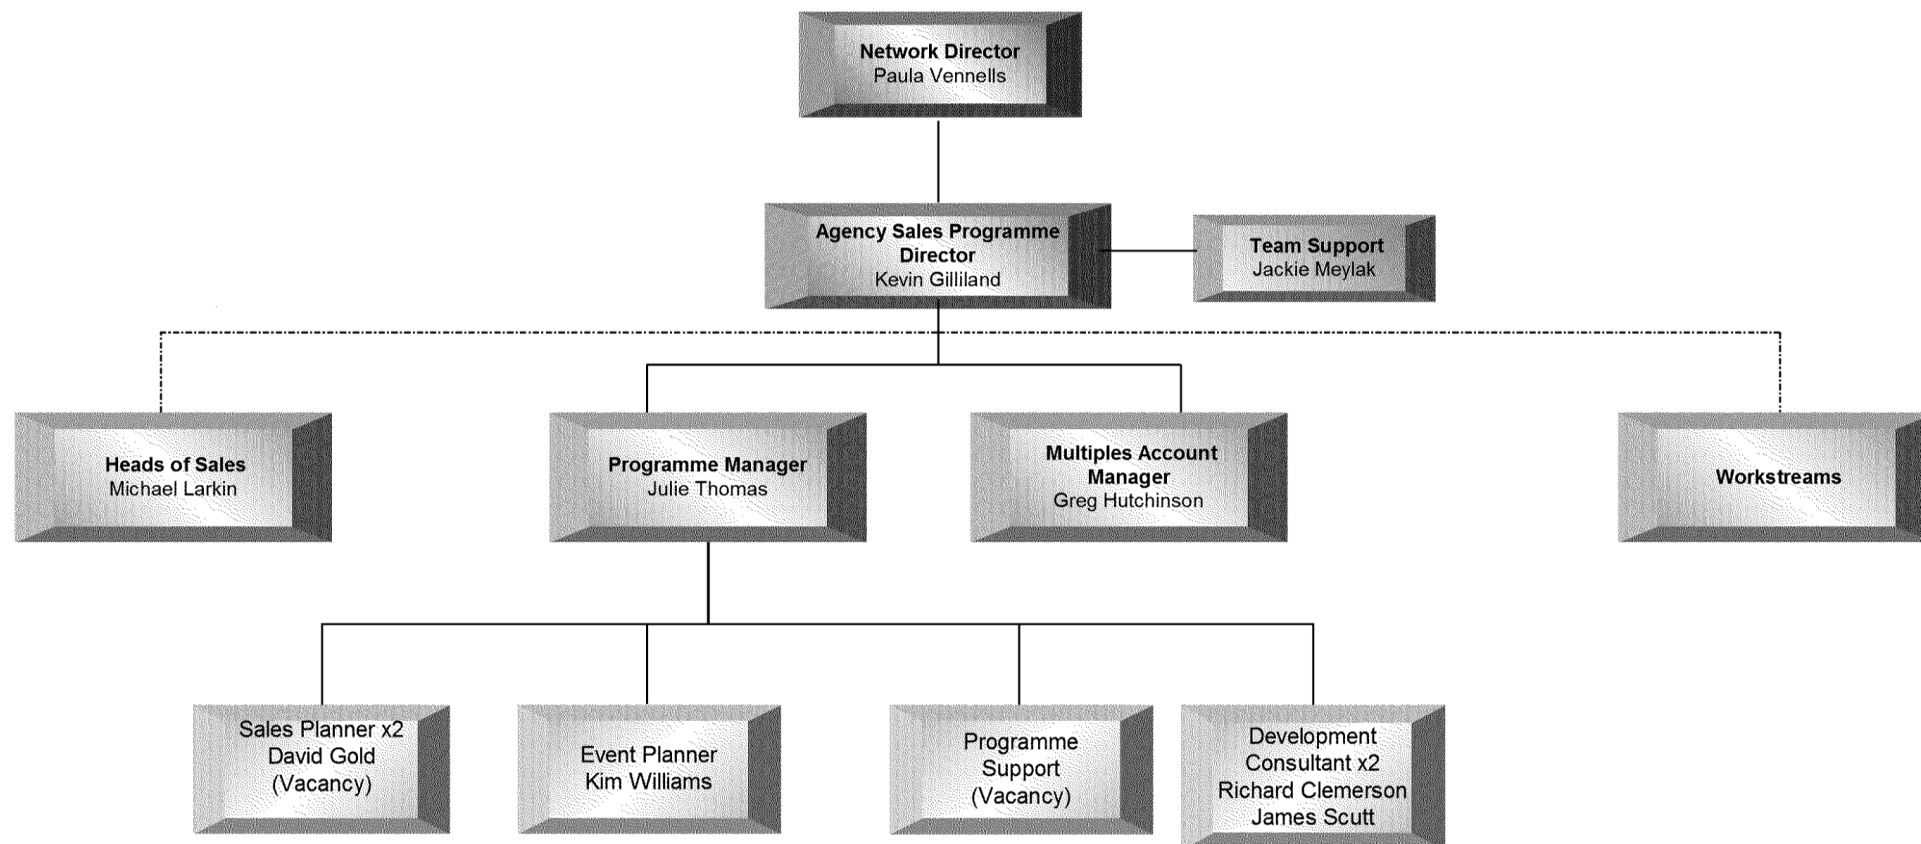 Network Director
Paula Vennells
Agency Sales Programme
Director
Kevin Gilliland
Team Support
Jackie Meylak
Heads of Sales
Michael Larkin
Programme Manager
Julie Thomas
Multiples Account
Manager
Greg Hutchinson
Workstreams
Sales Planner x2
David Gold
(Vacancy)
Event Planner
Kim Williams
Programme
Support
(Vacancy)
Development
Consultant x2
Richard Clemerson
James Scutt